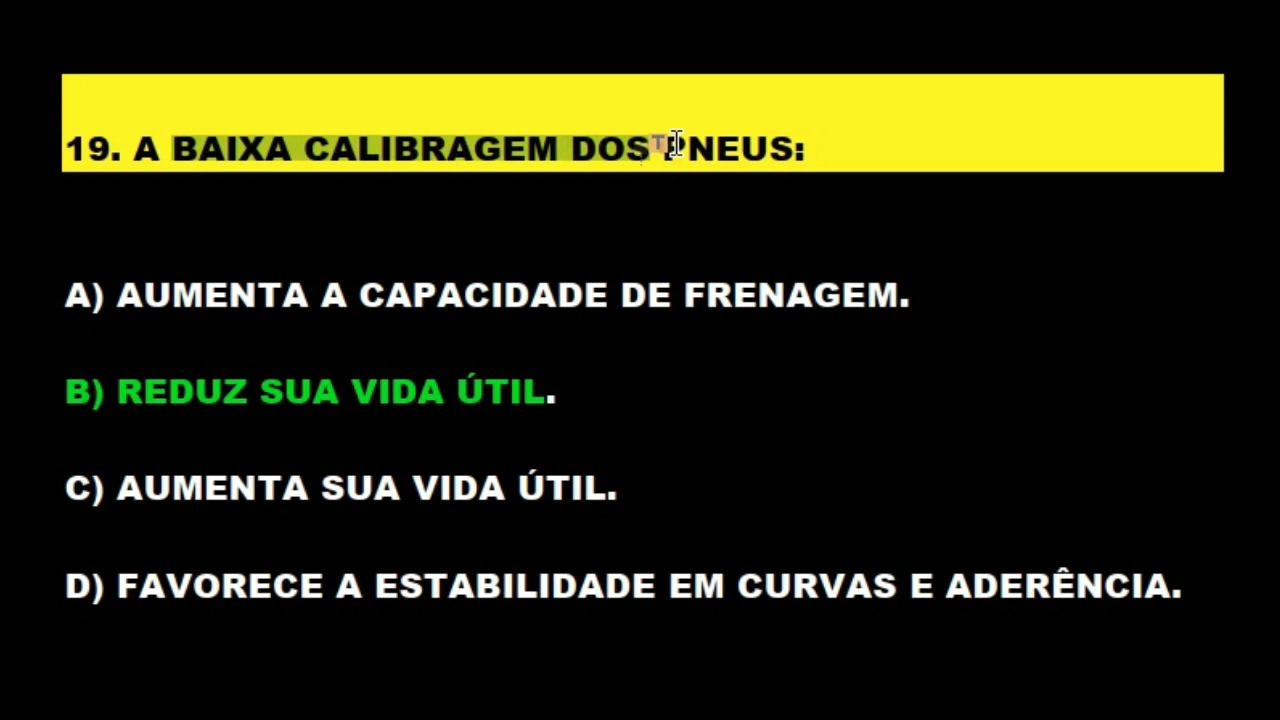 19. A BAIXA CALIBRAGEM DOS PNEUS:
A) AUMENTA A CAPACIDADE DE FRENAGEM.
B) REDUZ SUA VIDA ÚTIL.
C) AUMENTA SUA VIDA ÚTIL.
D) FAVORECE A ESTABILIDADE EM CURVAS E ADERÊNCIA.